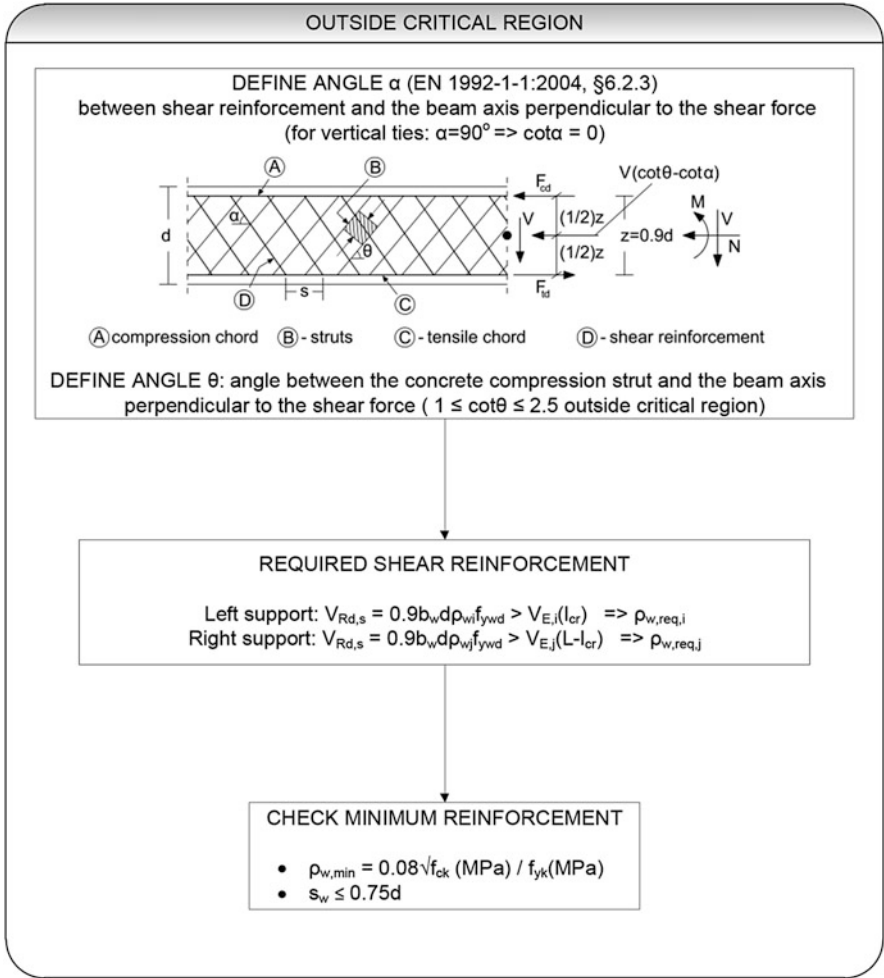 OUTSIDE CRITICAL REGION
DEFINE ANGLE α (EN 1992-1-1:2004, §6.2.3)
between shear reinforcement and the beam axis perpendicular to the shear force
(for vertical ties: α=90° => cotα = 0)
A B V(cotθ-cotα)
F_cd
M
α V (1/2)z V
d z=0.9d
θ (1/2)z N
D s C F_td
A compression chord B - struts C - tensile chord D - shear reinforcement
DEFINE ANGLE θ: angle between the concrete compression strut and the beam axis
perpendicular to the shear force ( 1 ≤ cotθ ≤ 2.5 outside critical region)
REQUIRED SHEAR REINFORCEMENT
Left support: V_Rd,s = 0.9b_wdρ_wif_ywd > V_E,i(l_cr) => ρ_w,req,i
Right support: V_Rd,s = 0.9b_wdρ_wjf_ywd > V_E,j(L-l_cr) => ρ_w,req,j
CHECK MINIMUM REINFORCEMENT
• ρ_w,min = 0.08√f_ck (MPa) / f_yk(MPa)
• s_w ≤ 0.75d